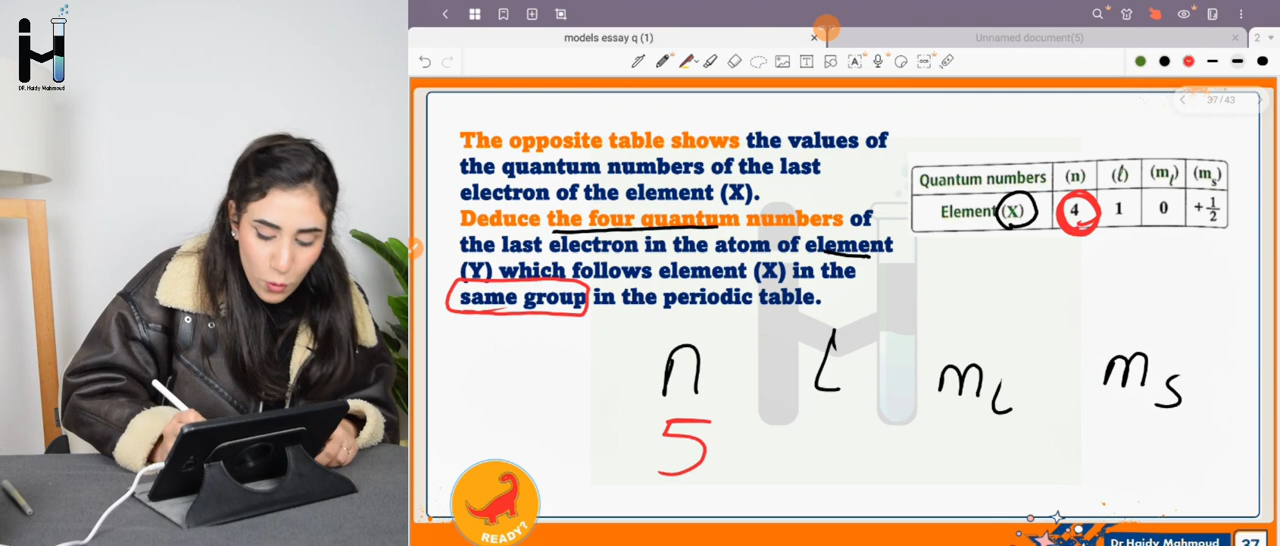 DR. Haidy Mahmoud
models essay q (1)
Unnamed document(5)
2
37/43
The opposite table shows the values of
the quantum numbers of the last
electron of the element (X).
Deduce the four quantum numbers of
the last electron in the atom of element
(Y) which follows element (X) in the
same group in the periodic table.
Quantum numbers (n) (ℓ) (mℓ) (ms)
Element (X) 4 1 0 +1/2
n l ml ms
5
READY?
Dr Haidy Mahmoud 37